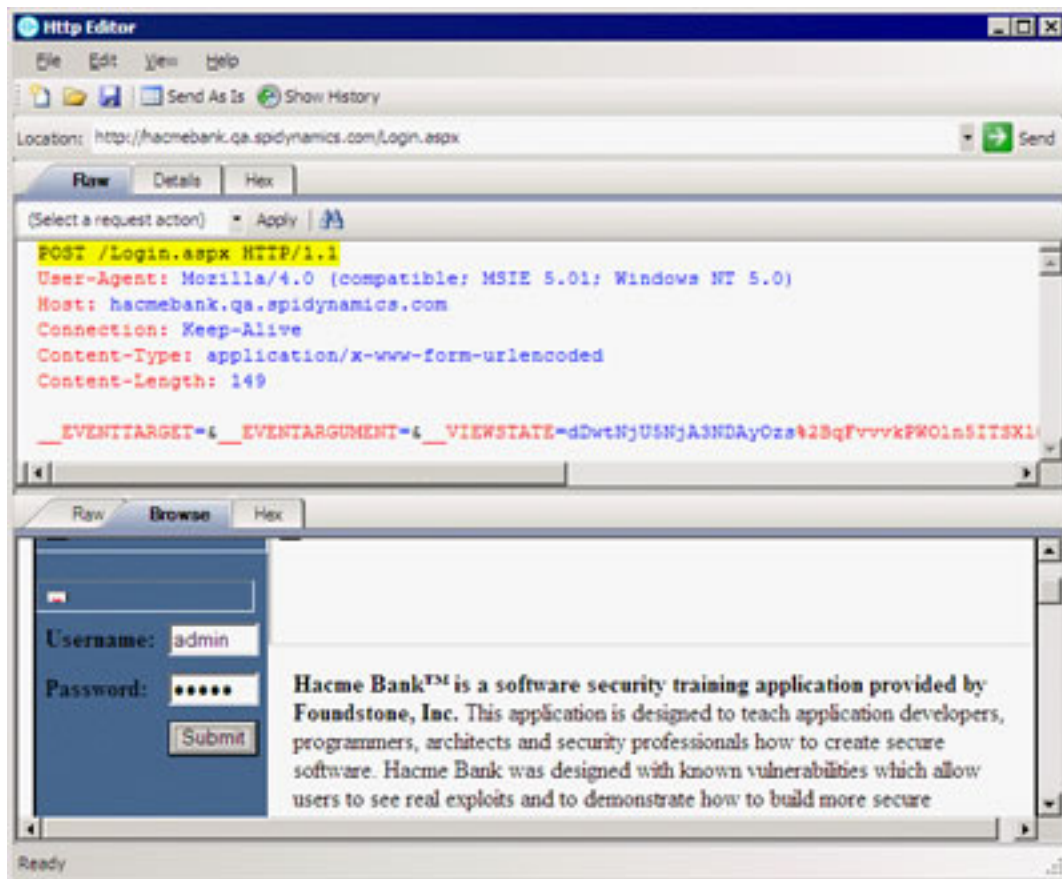 Http Editor
File Edit View Help
Send As Is Show History
Location: http://hacmebank.qa.spidynamics.com/Login.aspx Send
Raw Details Hex
(Select a request action) Apply
POST /Login.aspx HTTP/1.1
User-Agent: Mozilla/4.0 (compatible; MSIE 5.01; Windows NT 5.0)
Host: hacmebank.qa.spidynamics.com
Connection: Keep-Alive
Content-Type: application/x-www-form-urlencoded
Content-Length: 149
__EVENTTARGET=&__EVENTARGUMENT=&__VIEWSTATE=
Raw Browse Hex
Username: admin
Password: •••••
Submit
Hacme Bank™ is a software security training application provided by
Foundstone, Inc. This application is designed to teach application developers,
programmers, architects and security professionals how to create secure
software. Hacme Bank was designed with known vulnerabilities which allow
users to see real exploits and to demonstrate how to build more secure
Ready